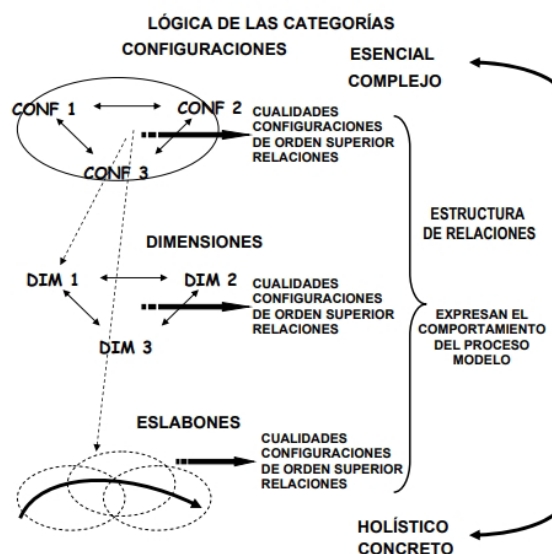 LÓGICA DE LAS CATEGORÍAS
CONFIGURACIONES
ESENCIAL
COMPLEJO
CONF 1
CONF 2
CONF 3
CUALIDADES
CONFIGURACIONES
DE ORDEN SUPERIOR
RELACIONES
ESTRUCTURA
DE RELACIONES
DIMENSIONES
DIM 1
DIM 2
DIM 3
CUALIDADES
CONFIGURACIONES
DE ORDEN SUPERIOR
RELACIONES
EXPRESAN EL
COMPORTAMIENTO
DEL PROCESO
MODELO
ESLABONES
CUALIDADES
CONFIGURACIONES
DE ORDEN SUPERIOR
RELACIONES
HOLÍSTICO
CONCRETO